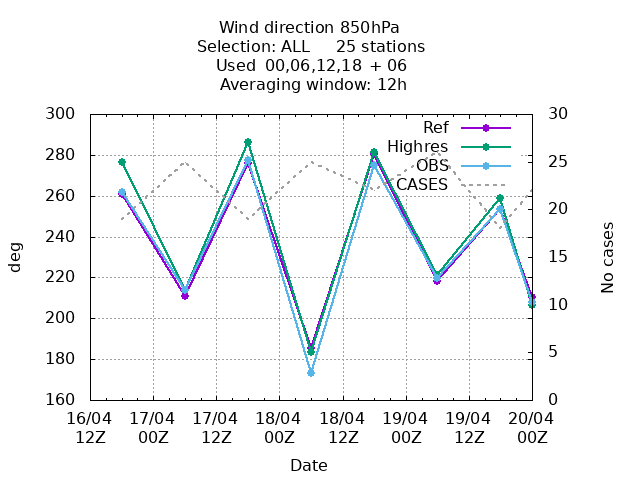 Wind direction 850hPa
Selection: ALL 25 stations
Used 00,06,12,18 + 06
Averaging window: 12h
300
280
260
240
220
200
180
160
30
25
20
15
10
5
0
deg
No cases
Ref
Highres
OBS
CASES
16/04 17/04 17/04 18/04 18/04 19/04 19/04 20/04
12Z 00Z 12Z 00Z 12Z 00Z 12Z 00Z
Date